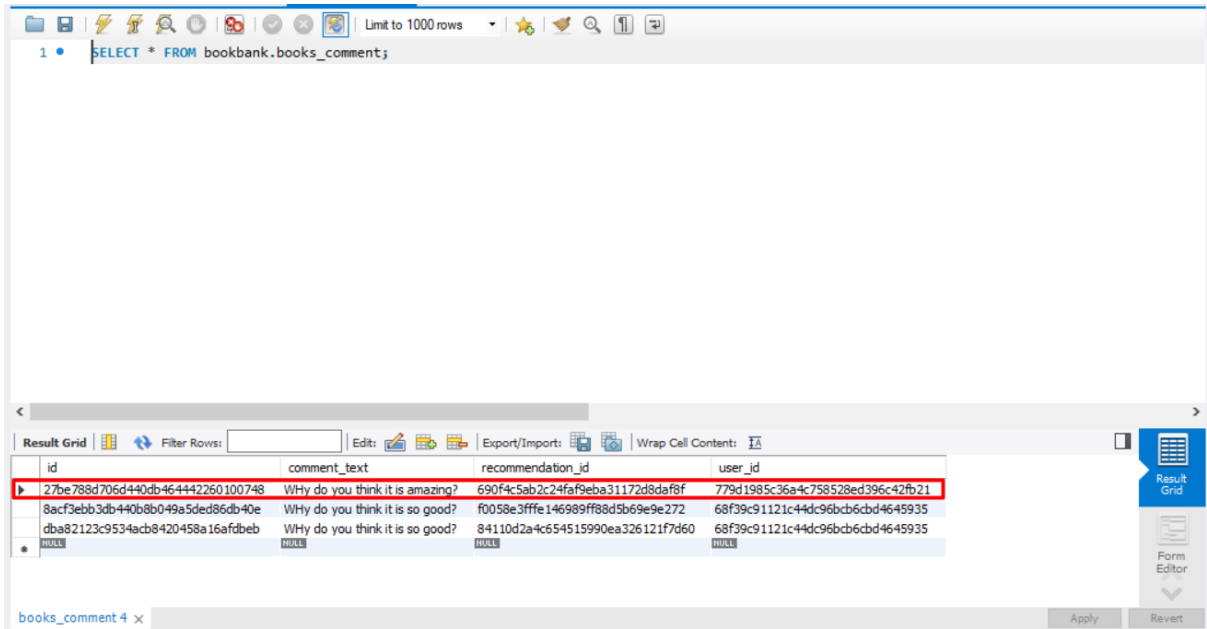 Limit to 1000 rows
1 SELECT * FROM bookbank.books_comment;
Result Grid Filter Rows: Edit: Export/Import: Wrap Cell Content:
id comment_text recommendation_id user_id
27be788d706d440db464442260100748 WHy do you think it is amazing? 690f4c5ab2c24faf9eba31172d8daf8f 779d1985c36a4c758528ed396c42fb21
8acf3ebb3db440b8b049a5ded86db40e WHy do you think it is so good? f0058e3fffe146989ff88d5b69e9e272 68f39c91121c44dc96bcb6cbd4645935
dba82123c9534acb8420458a16afdbeb WHy do you think it is so good? 84110d2a4c654515990ea326121f7d60 68f39c91121c44dc96bcb6cbd4645935
NULL NULL NULL NULL
Result
Grid
Form
Editor
books_comment 4 Apply Revert